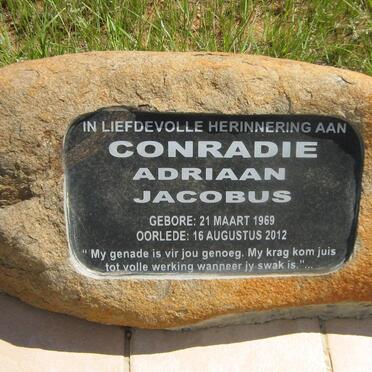 IN LIEFDEVOLLE HERINNERING AAN
CONRADIE
ADRIAAN
JACOBUS
GEBORE: 21 MAART 1969
OORLEDE: 16 AUGUSTUS 2012
" My genade is vir jou genoeg. My krag kom juis
tot volle werking wanneer jy swak is."...